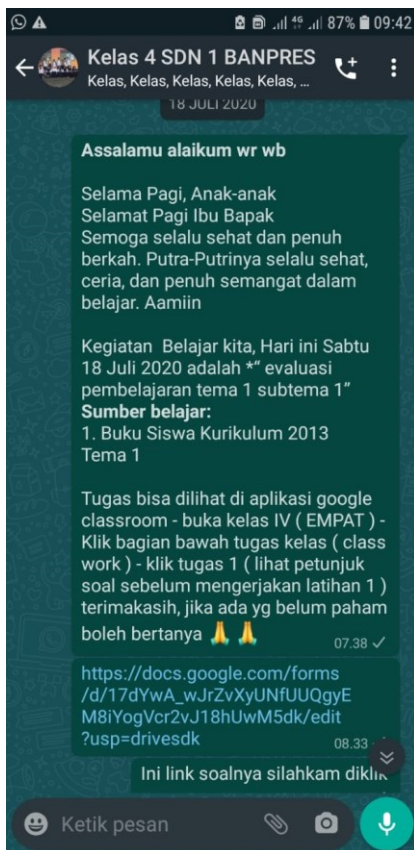 4G 87% 09:42
Kelas 4 SDN 1 BANPRES
Kelas, Kelas, Kelas, Kelas, Kelas, ...
18 JULI 2020
Assalamu alaikum wr wb
Selama Pagi, Anak-anak
Selamat Pagi Ibu Bapak
Semoga selalu sehat dan penuh
berkah. Putra-Putrinya selalu sehat,
ceria, dan penuh semangat dalam
belajar. Aamiin
Kegiatan Belajar kita, Hari ini Sabtu
18 Juli 2020 adalah *“ evaluasi
pembelajaran tema 1 subtema 1”
Sumber belajar:
1. Buku Siswa Kurikulum 2013
Tema 1
Tugas bisa dilihat di aplikasi google
classroom - buka kelas IV ( EMPAT ) -
Klik bagian bawah tugas kelas ( class
work ) - klik tugas 1 ( lihat petunjuk
soal sebelum mengerjakan latihan 1 )
terimakasih, jika ada yg belum paham
boleh bertanya 🙏 🙏 07.38
https://docs.google.com/forms
/d/17dYwA_wJrZvXyUNfUUQgyE
M8iYogVcr2vJ18hUwM5dk/edit
?usp=drivesdk 08.33
Ini link soalnya silahkam diklik
Ketik pesan